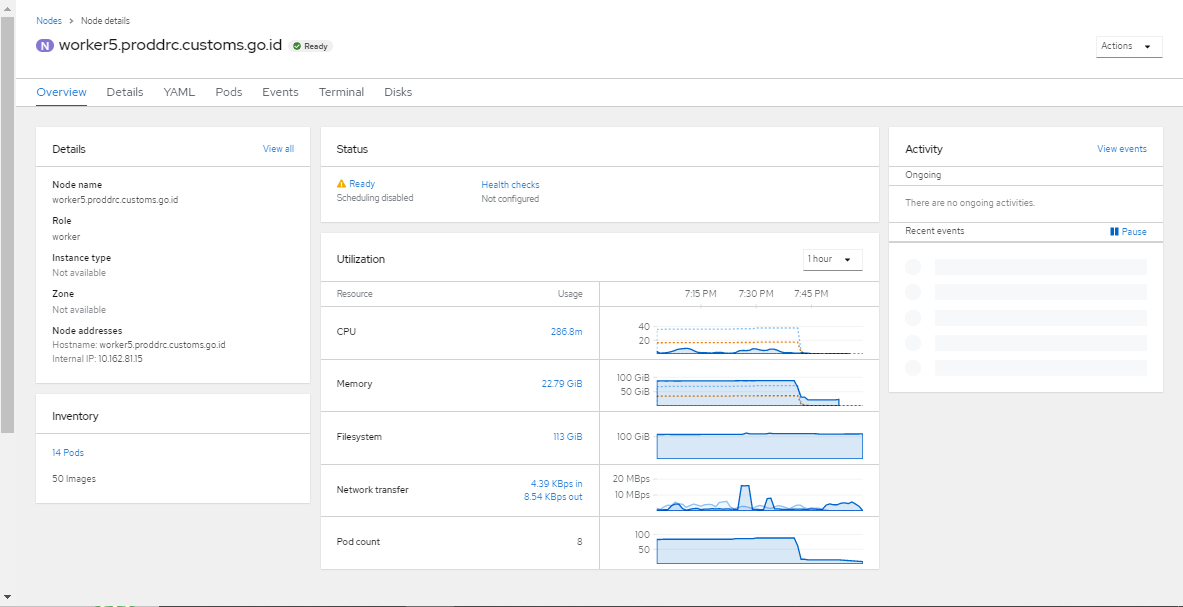 Nodes > Node details
N worker5.proddrc.customs.go.id Ready
Actions
Overview Details YAML Pods Events Terminal Disks
Details View all
Node name
worker5.proddrc.customs.go.id
Role
worker
Instance type
Not available
Zone
Not available
Node addresses
Hostname: worker5.proddrc.customs.go.id
Internal IP: 10.162.81.15
Inventory
14 Pods
50 Images
Status
Ready
Scheduling disabled
Health checks
Not configured
Utilization 1 hour
Resource Usage 7:15 PM 7:30 PM 7:45 PM
CPU 286.8m
40
20
Memory 22.79 GiB
100 GiB
50 GiB
Filesystem 113 GiB
100 GiB
Network transfer
4.39 KBps in
8.54 KBps out
20 MBps
10 MBps
Pod count 8
100
50
Activity View events
Ongoing
There are no ongoing activities.
Recent events Pause